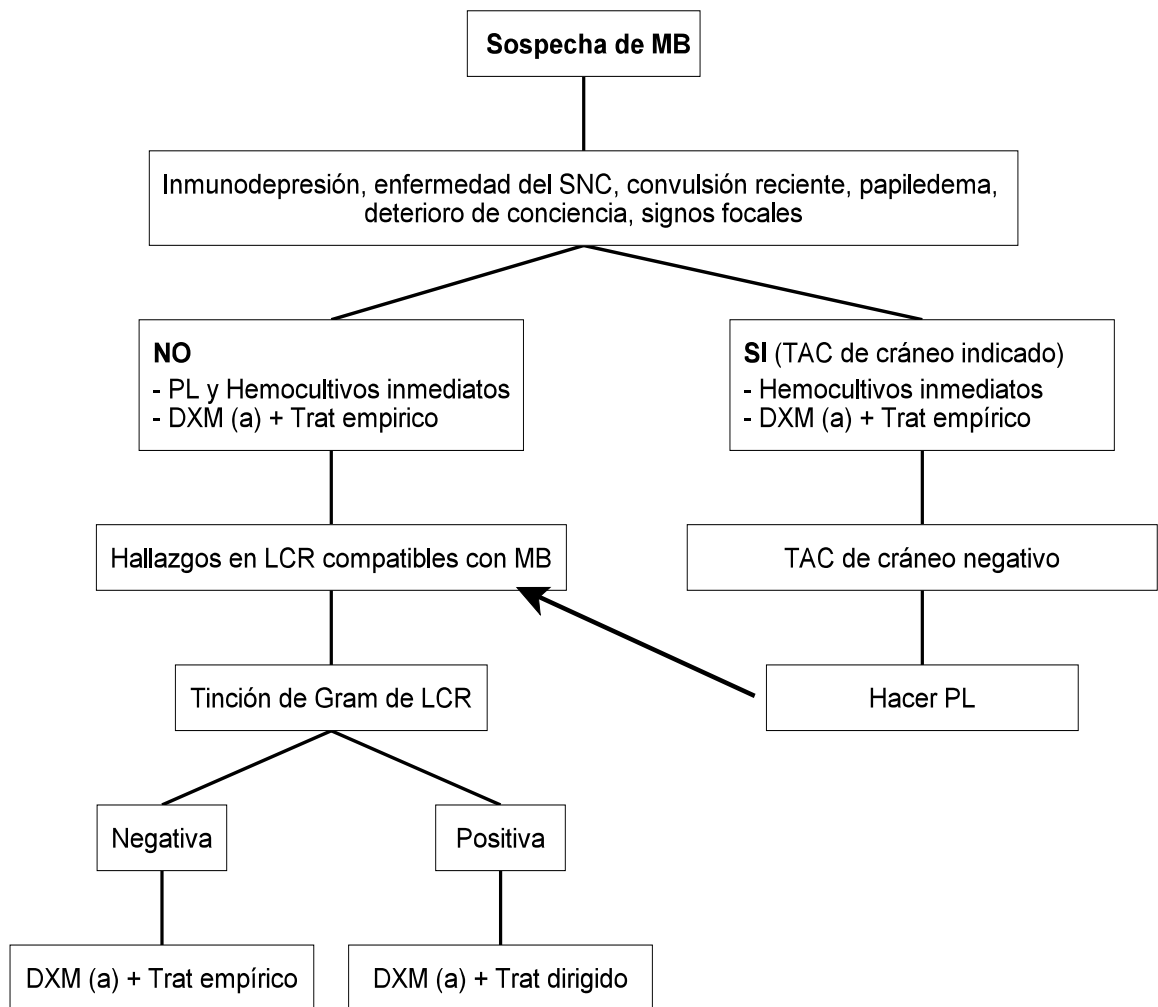 Sospecha de MB
Inmunodepresión, enfermedad del SNC, convulsión reciente, papiledema,
deterioro de conciencia, signos focales
NO
- PL y Hemocultivos inmediatos
- DXM (a) + Trat empirico
SI (TAC de cráneo indicado)
- Hemocultivos inmediatos
- DXM (a) + Trat empírico
Hallazgos en LCR compatibles con MB
TAC de cráneo negativo
Tinción de Gram de LCR
Hacer PL
Negativa
Positiva
DXM (a) + Trat empírico
DXM (a) + Trat dirigido